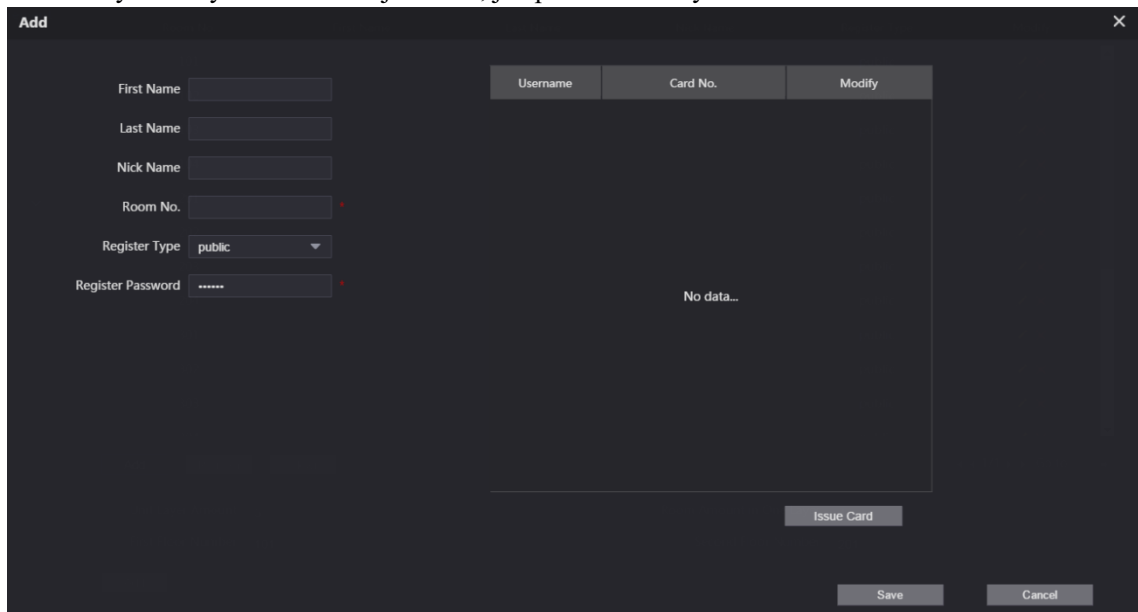 Add
First Name
Last Name
Nick Name
Room No. *
Register Type public
Register Password •••••• *
Username Card No. Modify
No data...
Issue Card
Save Cancel